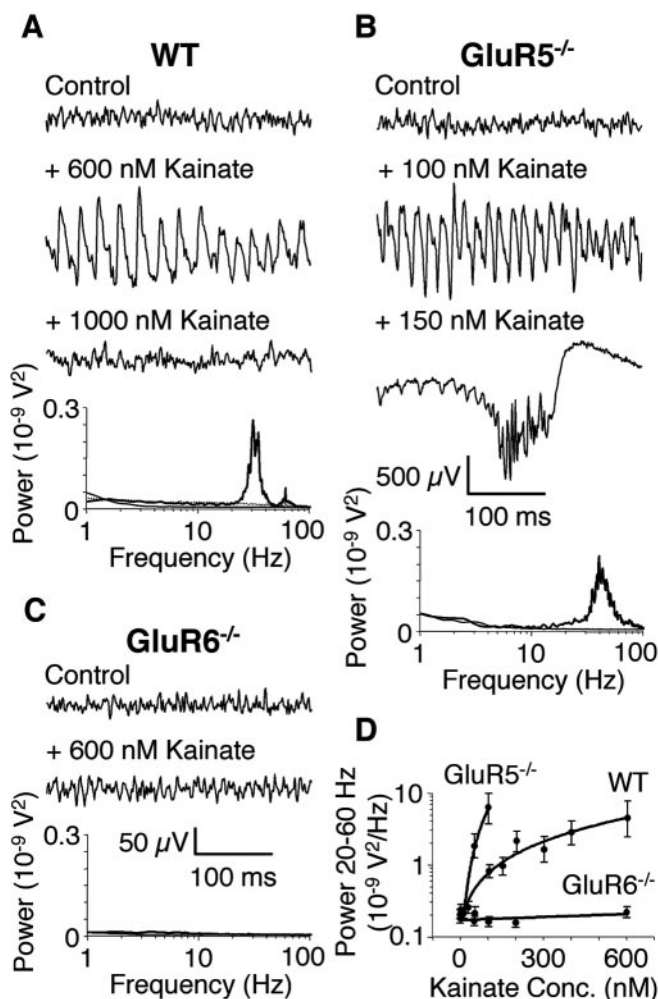 A
WT
Control
+ 600 nM Kainate
+ 1000 nM Kainate
Power (10⁻⁹ V²)
0.3
0
1 10 100
Frequency (Hz)
B
GluR5⁻/⁻
Control
+ 100 nM Kainate
+ 150 nM Kainate
500 µV
100 ms
Power (10⁻⁹ V²)
0.3
0
1 10 100
Frequency (Hz)
C
GluR6⁻/⁻
Control
+ 600 nM Kainate
Power (10⁻⁹ V²)
0.3
0
50 µV
100 ms
1 10 100
Frequency (Hz)
D
GluR5⁻/⁻
WT
GluR6⁻/⁻
Power 20-60 Hz
(10⁻⁹ V²/Hz)
10
1
0.1
0 300 600
Kainate Conc. (nM)